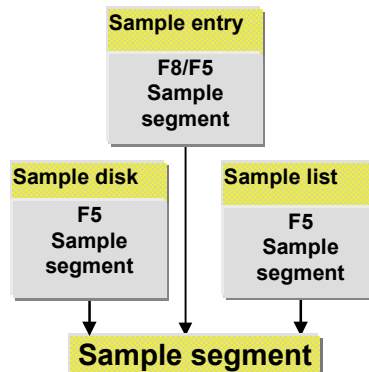 Sample entry
F8/F5
Sample
segment
Sample disk
F5
Sample
segment
Sample list
F5
Sample
segment
Sample segment